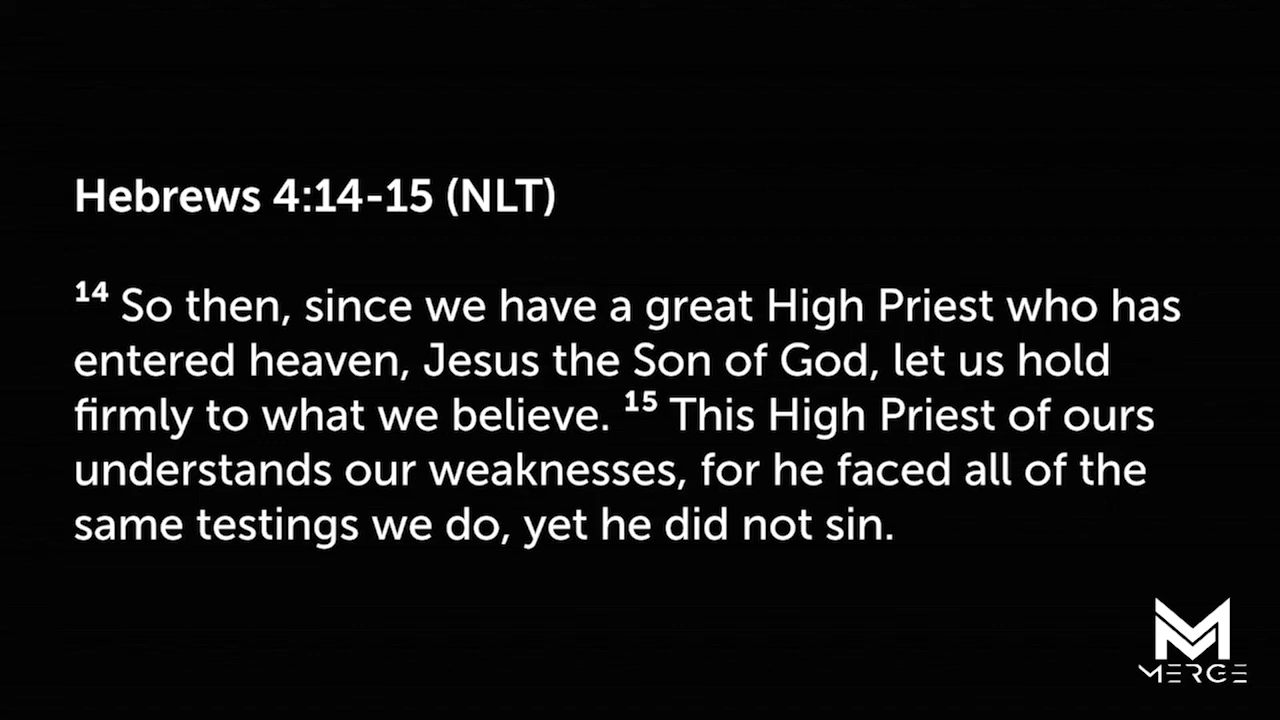 Hebrews 4:14-15 (NLT)
¹⁴ So then, since we have a great High Priest who has
entered heaven, Jesus the Son of God, let us hold
firmly to what we believe. ¹⁵ This High Priest of ours
understands our weaknesses, for he faced all of the
same testings we do, yet he did not sin.
MERGE